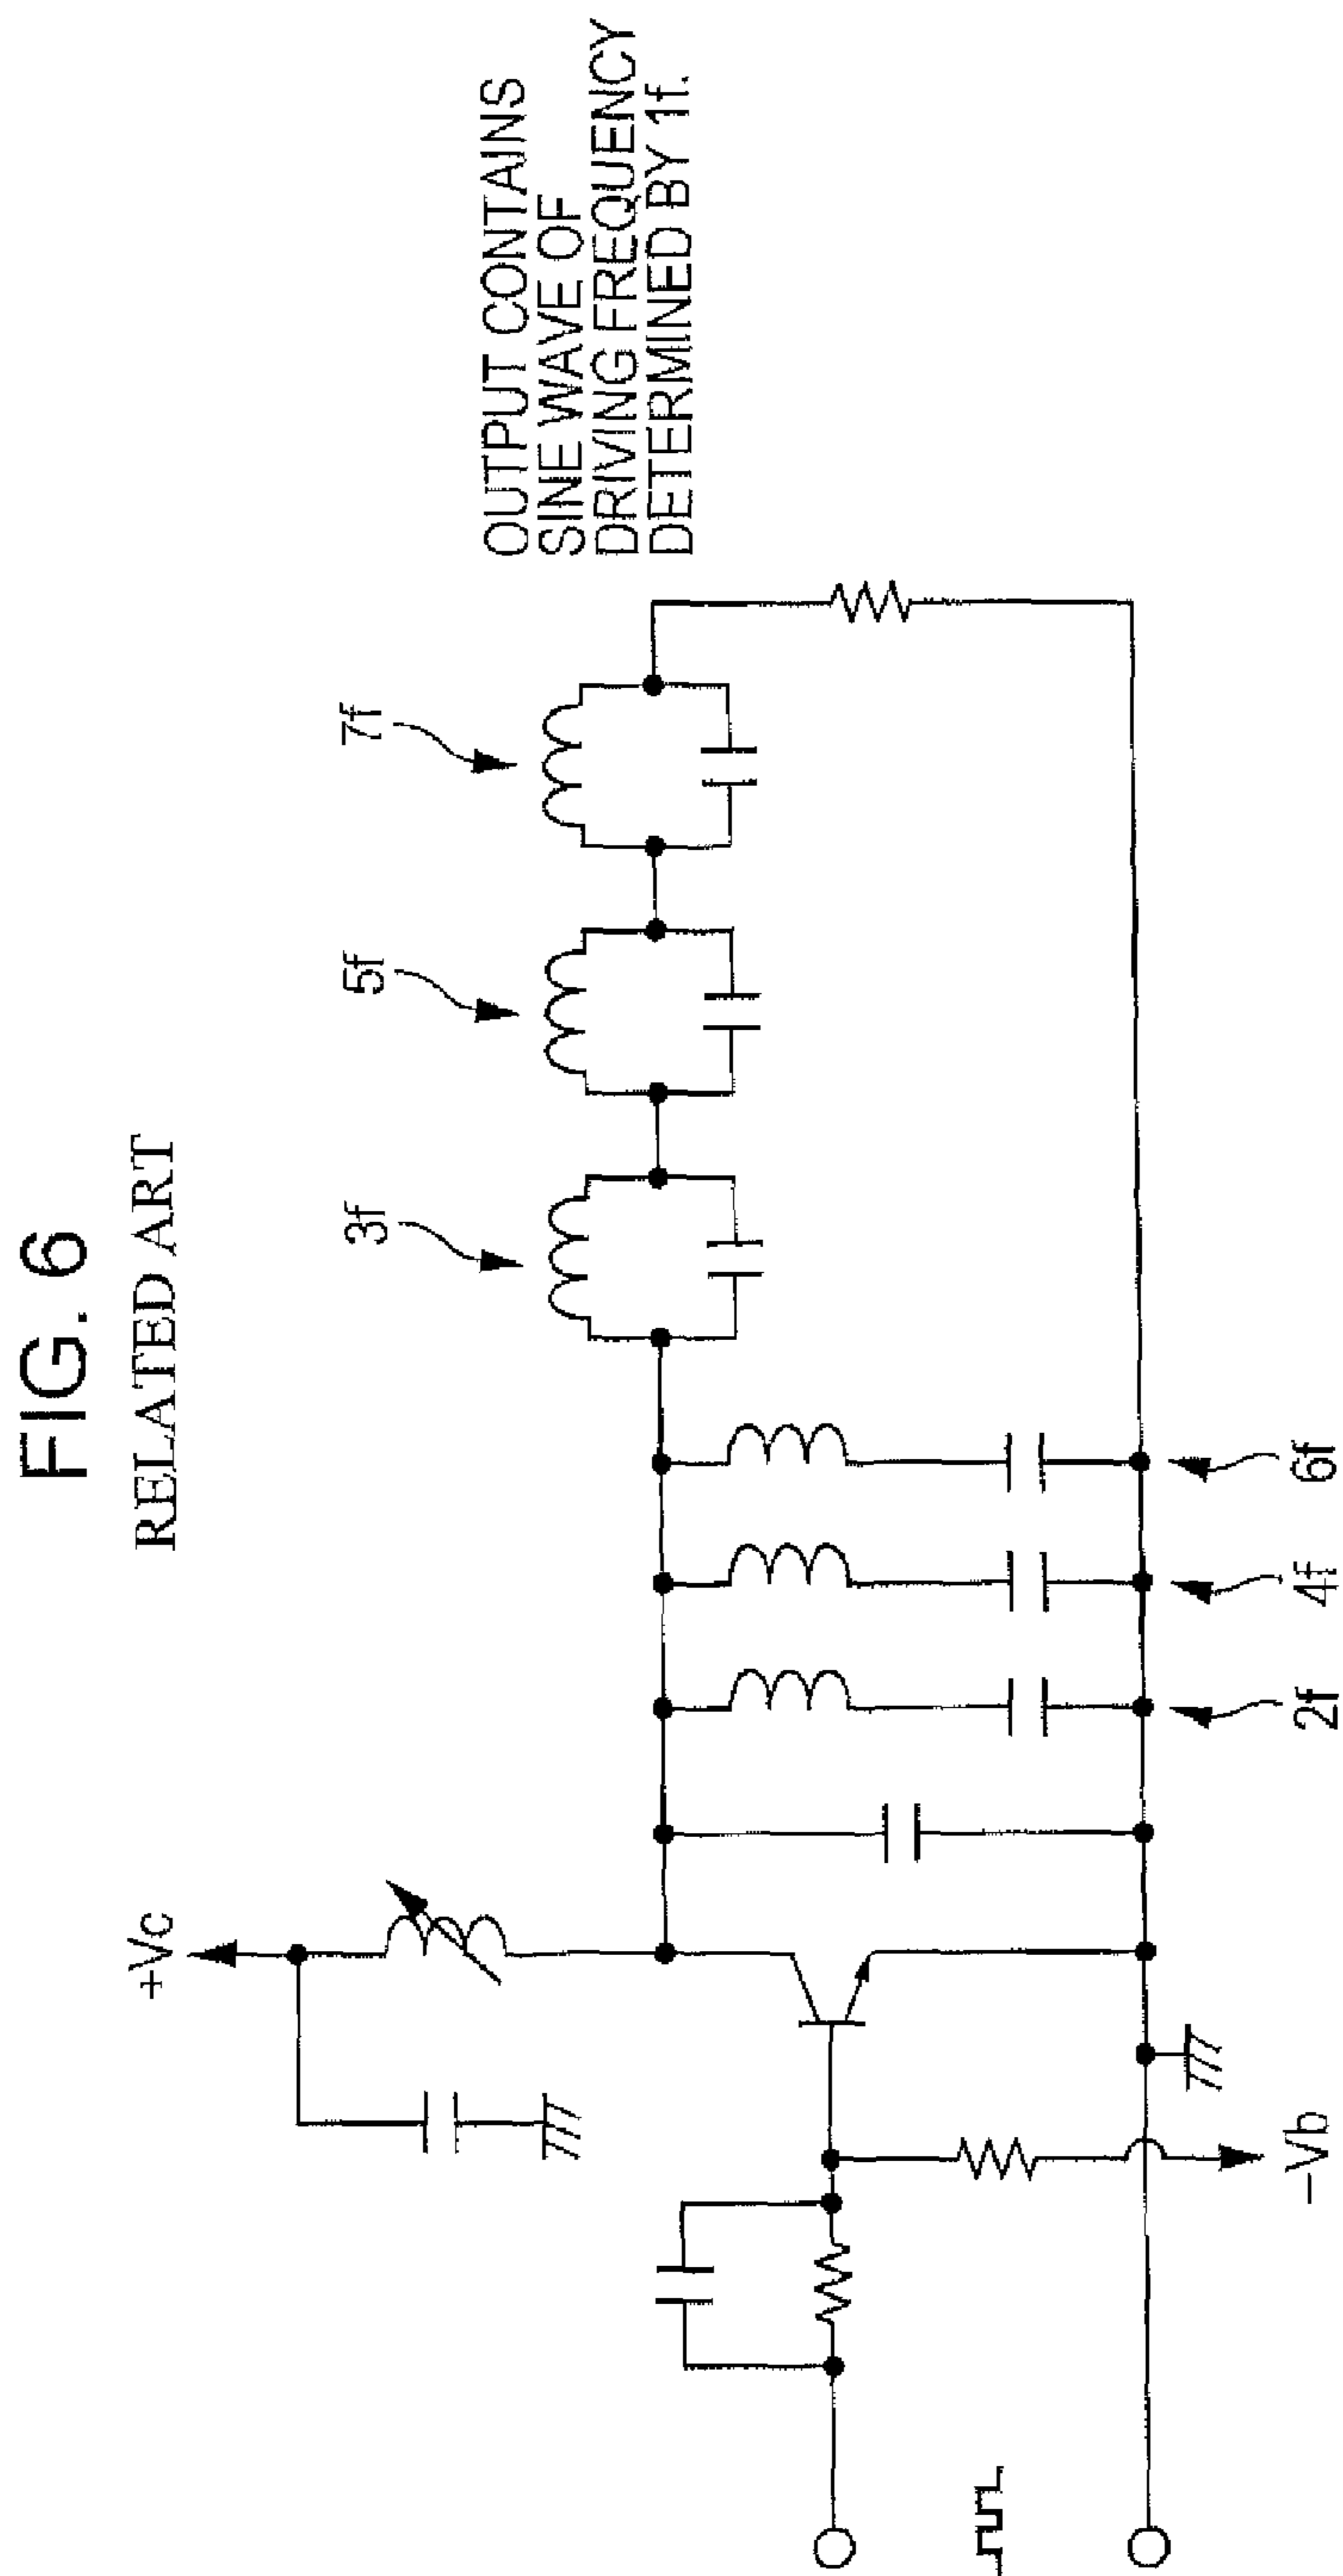 FIG. 6
RELATED ART
+Vc
3f
5f
7f
OUTPUT CONTAINS
SINE WAVE OF
DRIVING FREQUENCY
DETERMINED BY 1f.
−Vb
2f
4f
6f